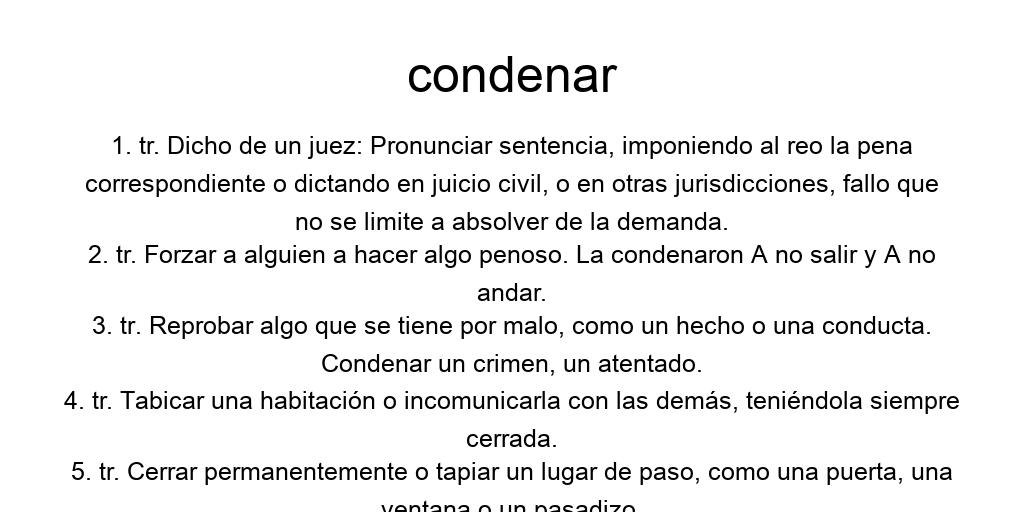 condenar
1. tr. Dicho de un juez: Pronunciar sentencia, imponiendo al reo la pena
correspondiente o dictando en juicio civil, o en otras jurisdicciones, fallo que
no se limite a absolver de la demanda.
2. tr. Forzar a alguien a hacer algo penoso. La condenaron A no salir y A no
andar.
3. tr. Reprobar algo que se tiene por malo, como un hecho o una conducta.
Condenar un crimen, un atentado.
4. tr. Tabicar una habitación o incomunicarla con las demás, teniéndola siempre
cerrada.
5. tr. Cerrar permanentemente o tapiar un lugar de paso, como una puerta, una
ventana o un pasadizo